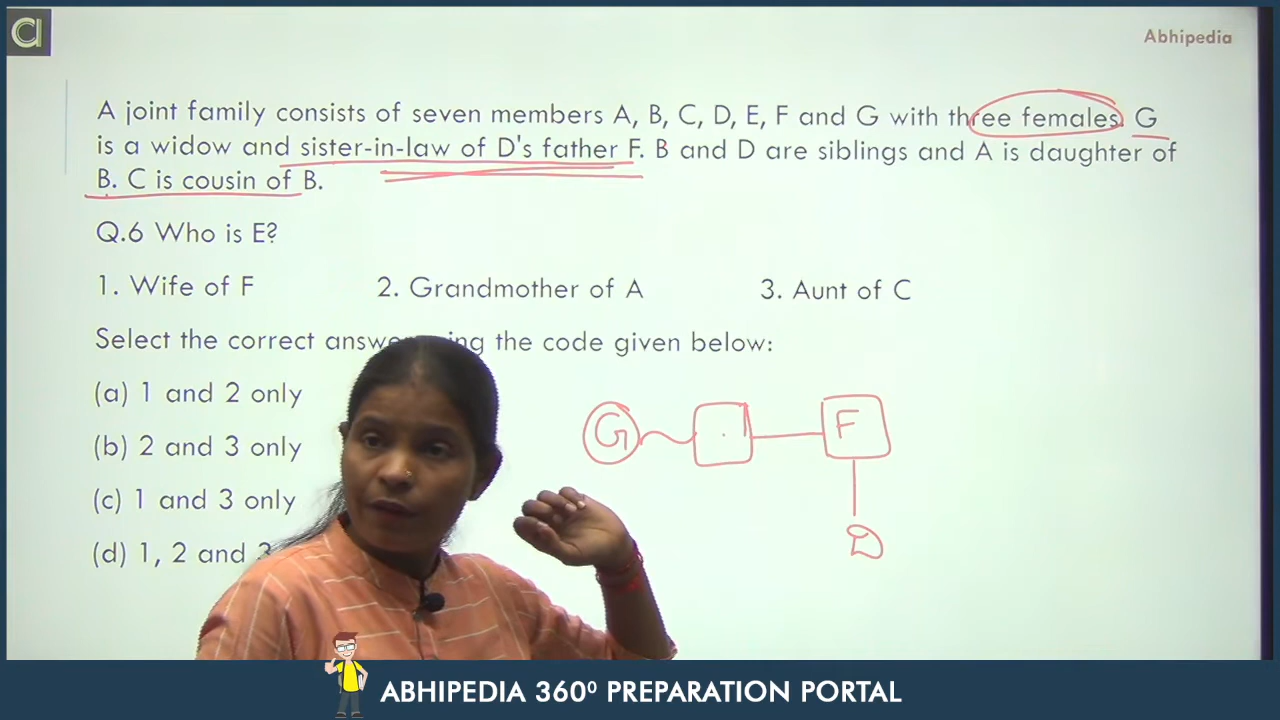 a
Abhipedia
A joint family consists of seven members A, B, C, D, E, F and G with three females. G
is a widow and sister-in-law of D's father F. B and D are siblings and A is daughter of
B. C is cousin of B.
Q.6 Who is E?
1. Wife of F 2. Grandmother of A 3. Aunt of C
Select the correct the code given below:
(a) 1 and 2 only
(b) 2 and 3 only
(c) 1 and 3 only
(d) 1, 2 and 3
G F
D
ABHIPEDIA 360⁰ PREPARATION PORTAL